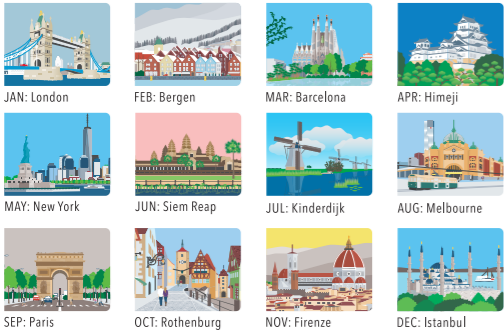 JAN: London
FEB: Bergen
MAR: Barcelona
APR: Himeji
MAY: New York
JUN: Siem Reap
JUL: Kinderdijk
AUG: Melbourne
SEP: Paris
OCT: Rothenburg
NOV: Firenze
DEC: Istanbul